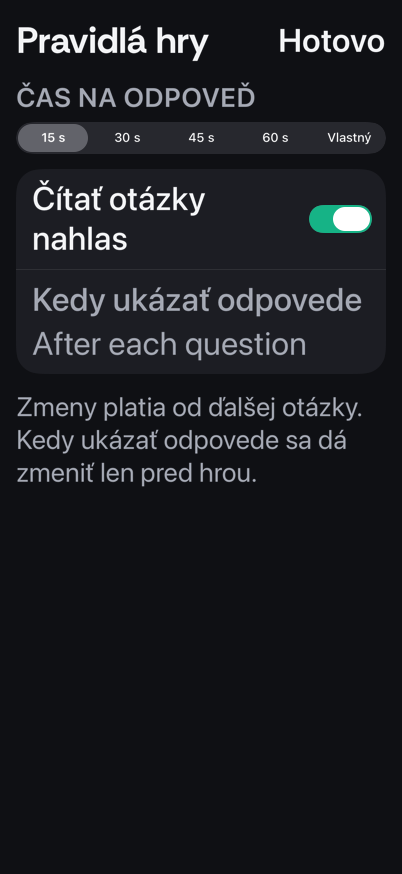 Pravidlá hry
Hotovo
ČAS NA ODPOVEĎ
15 s
30 s
45 s
60 s
Vlastný
Čítať otázky
nahlas
Kedy ukázať odpovede
After each question
Zmeny platia od ďalšej otázky.
Kedy ukázať odpovede sa dá
zmeniť len pred hrou.